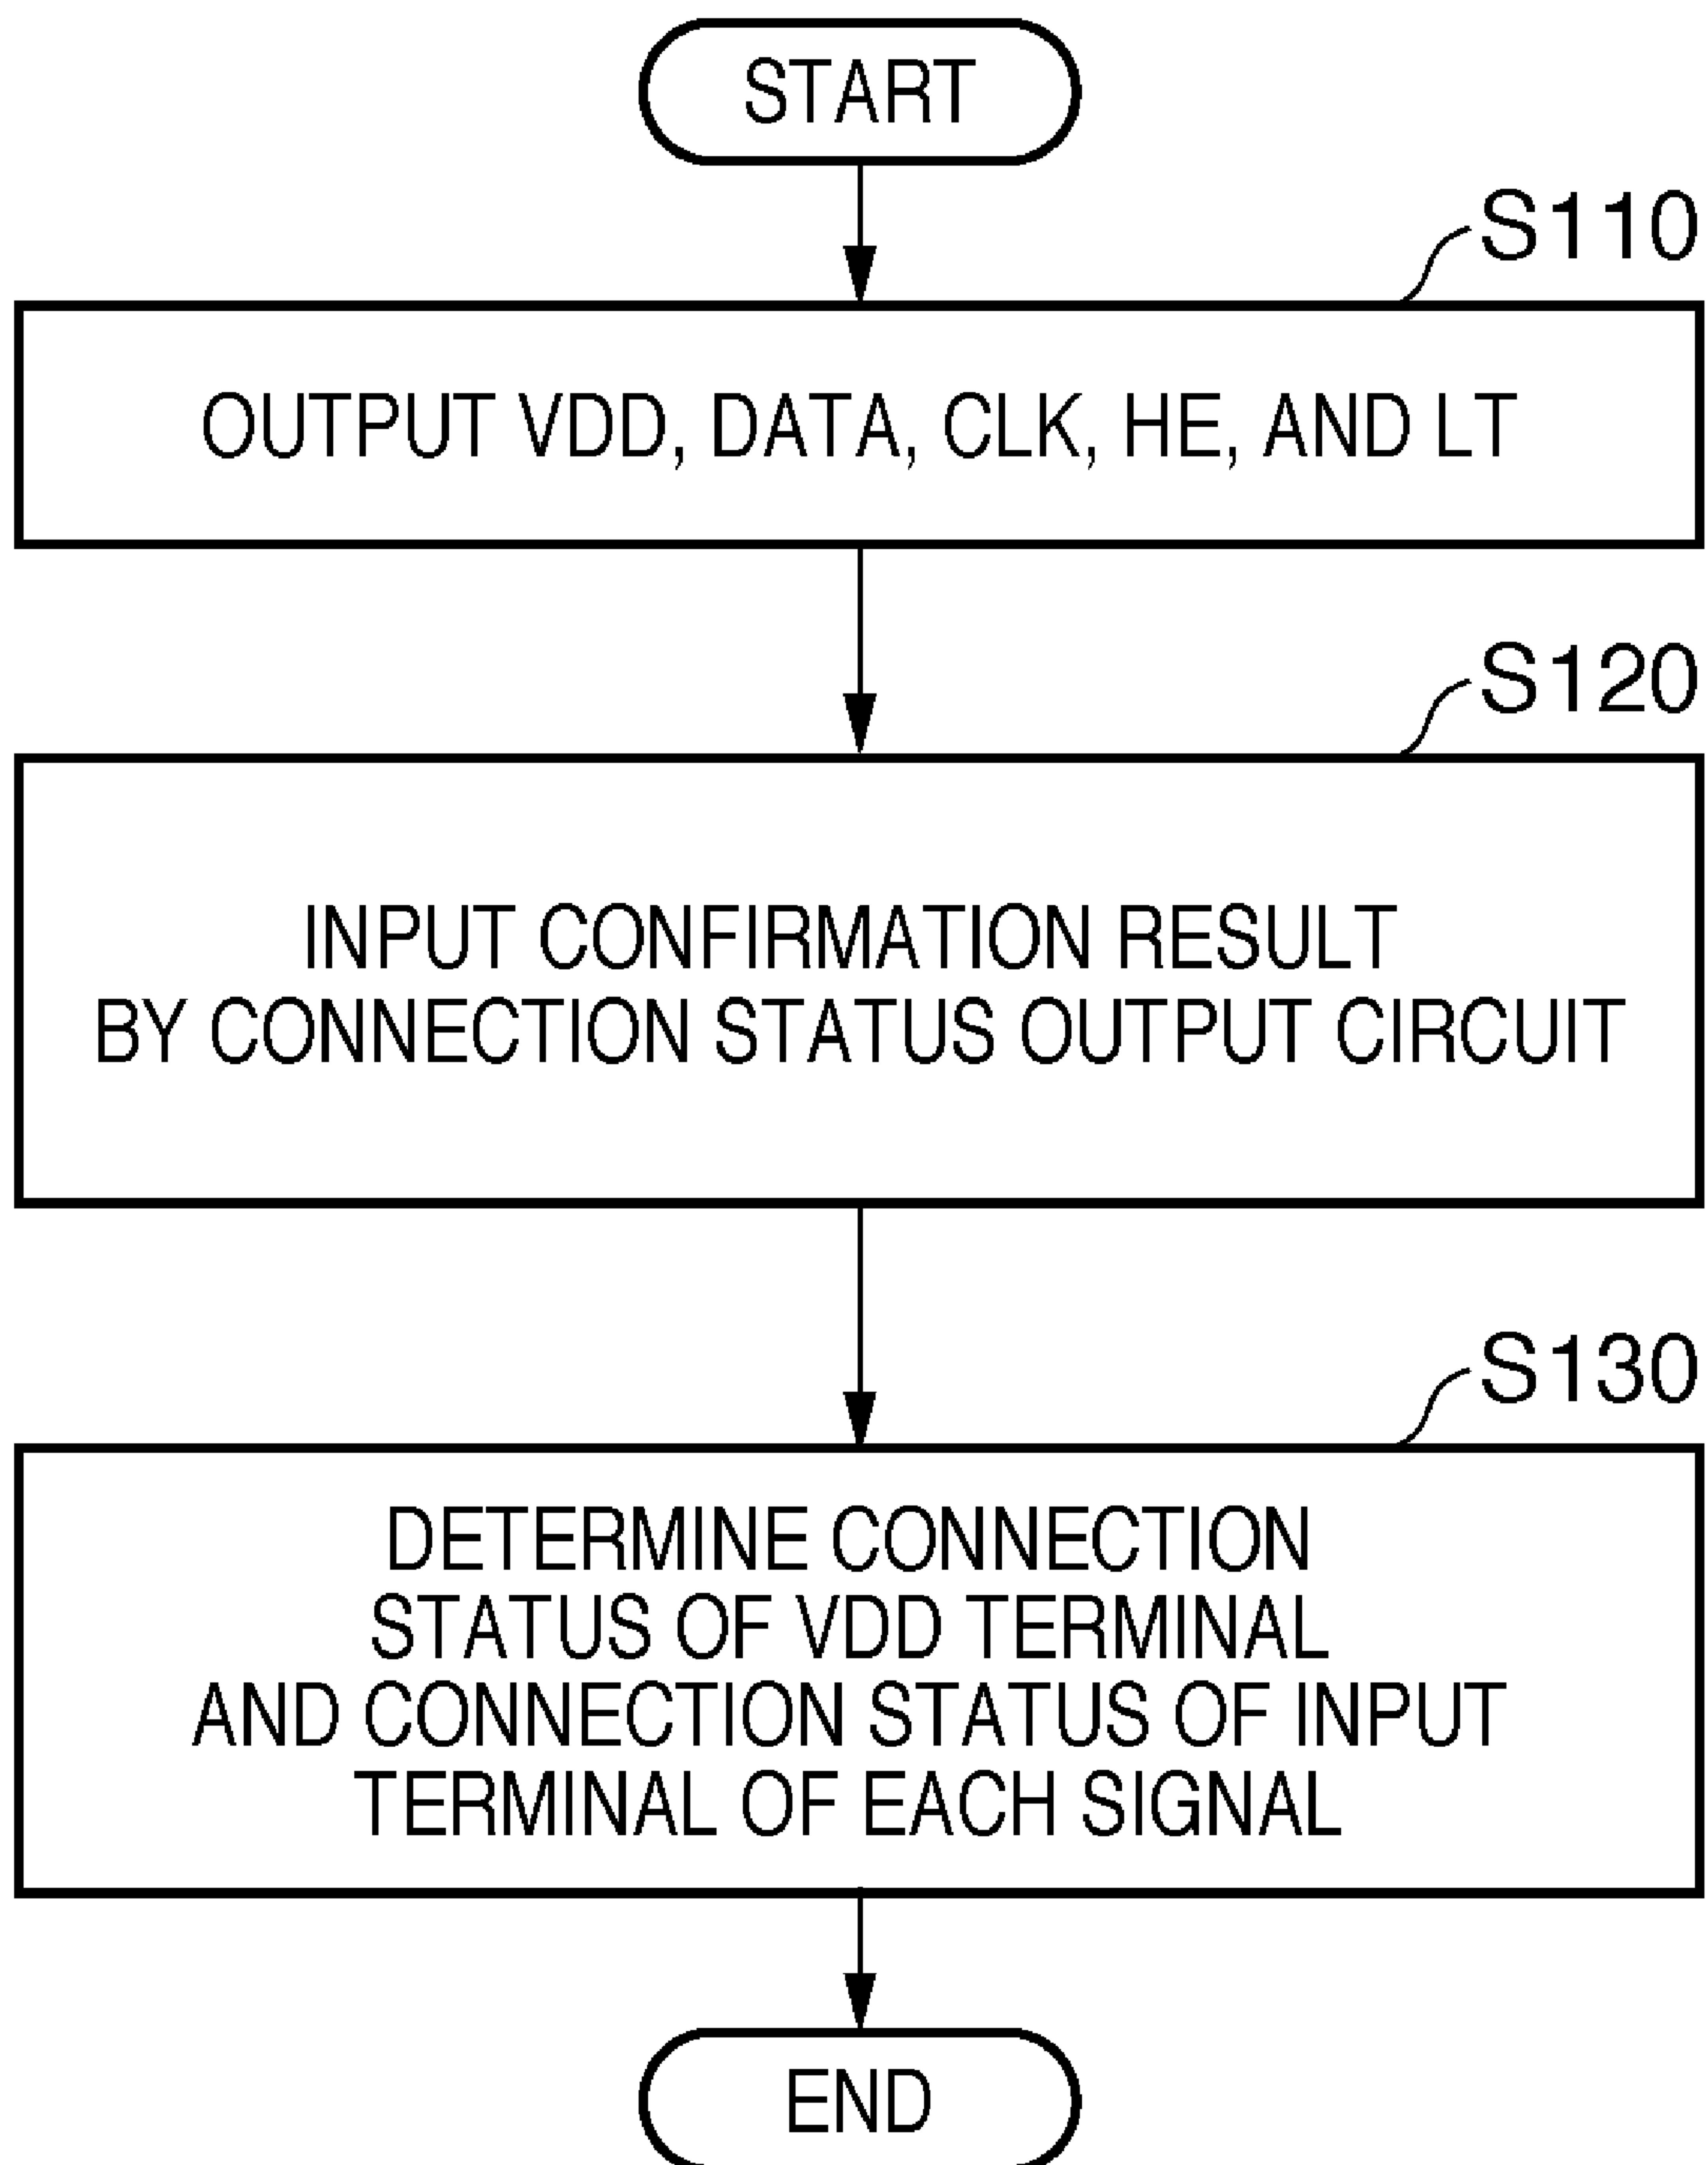 START
S110
OUTPUT VDD, DATA, CLK, HE, AND LT
S120
INPUT CONFIRMATION RESULT
BY CONNECTION STATUS OUTPUT CIRCUIT
S130
DETERMINE CONNECTION
STATUS OF VDD TERMINAL
AND CONNECTION STATUS OF INPUT
TERMINAL OF EACH SIGNAL
END